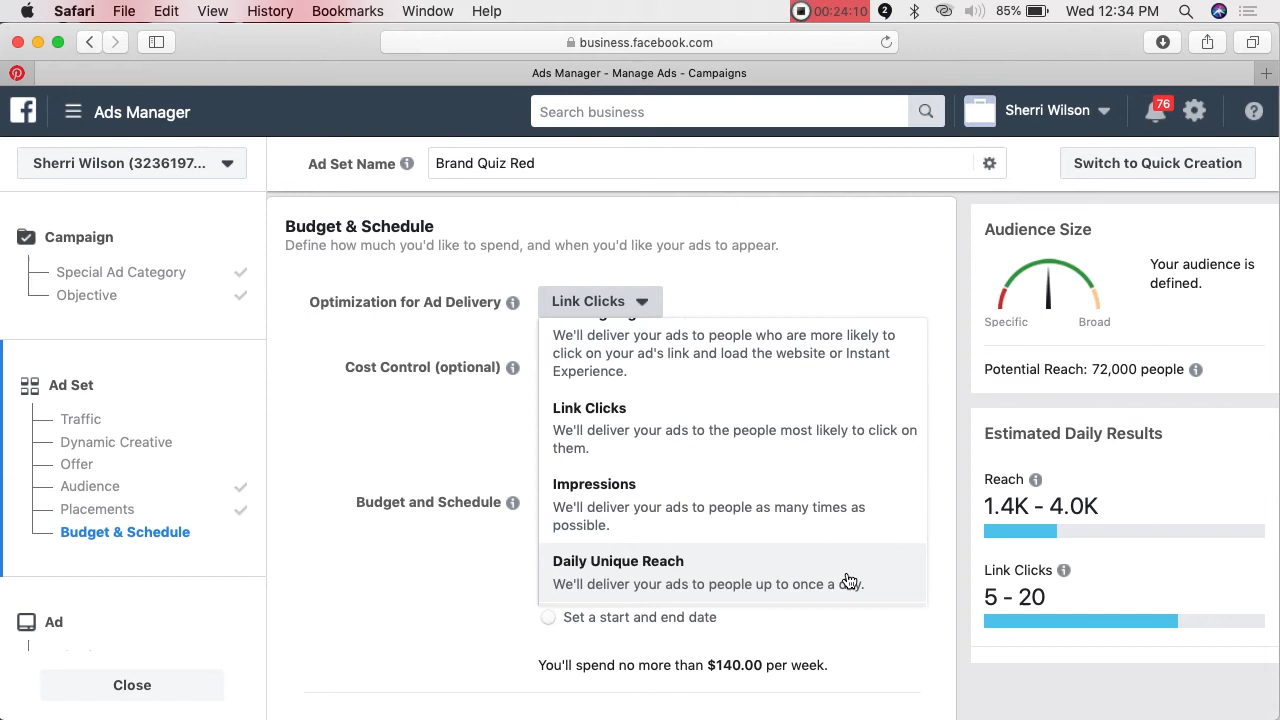 Safari File Edit View History Bookmarks Window Help 00:24:10 2 85% Wed 12:34 PM
business.facebook.com
Ads Manager - Manage Ads - Campaigns
Ads Manager
Search business
Sherri Wilson
76
Sherri Wilson (3236197...
Ad Set Name
Brand Quiz Red
Switch to Quick Creation
Campaign
Special Ad Category
Objective
Ad Set
Traffic
Dynamic Creative
Offer
Audience
Placements
Budget & Schedule
Ad
Close
Budget & Schedule
Define how much you'd like to spend, and when you'd like your ads to appear.
Optimization for Ad Delivery
Link Clicks
We'll deliver your ads to people who are more likely to
click on your ad's link and load the website or Instant
Experience.
Cost Control (optional)
Link Clicks
We'll deliver your ads to the people most likely to click on
them.
Impressions
We'll deliver your ads to people as many times as
possible.
Budget and Schedule
Daily Unique Reach
We'll deliver your ads to people up to once a day.
Set a start and end date
You'll spend no more than $140.00 per week.
Audience Size
Your audience is
defined.
Specific
Broad
Potential Reach: 72,000 people
Estimated Daily Results
Reach
1.4K - 4.0K
Link Clicks
5 - 20